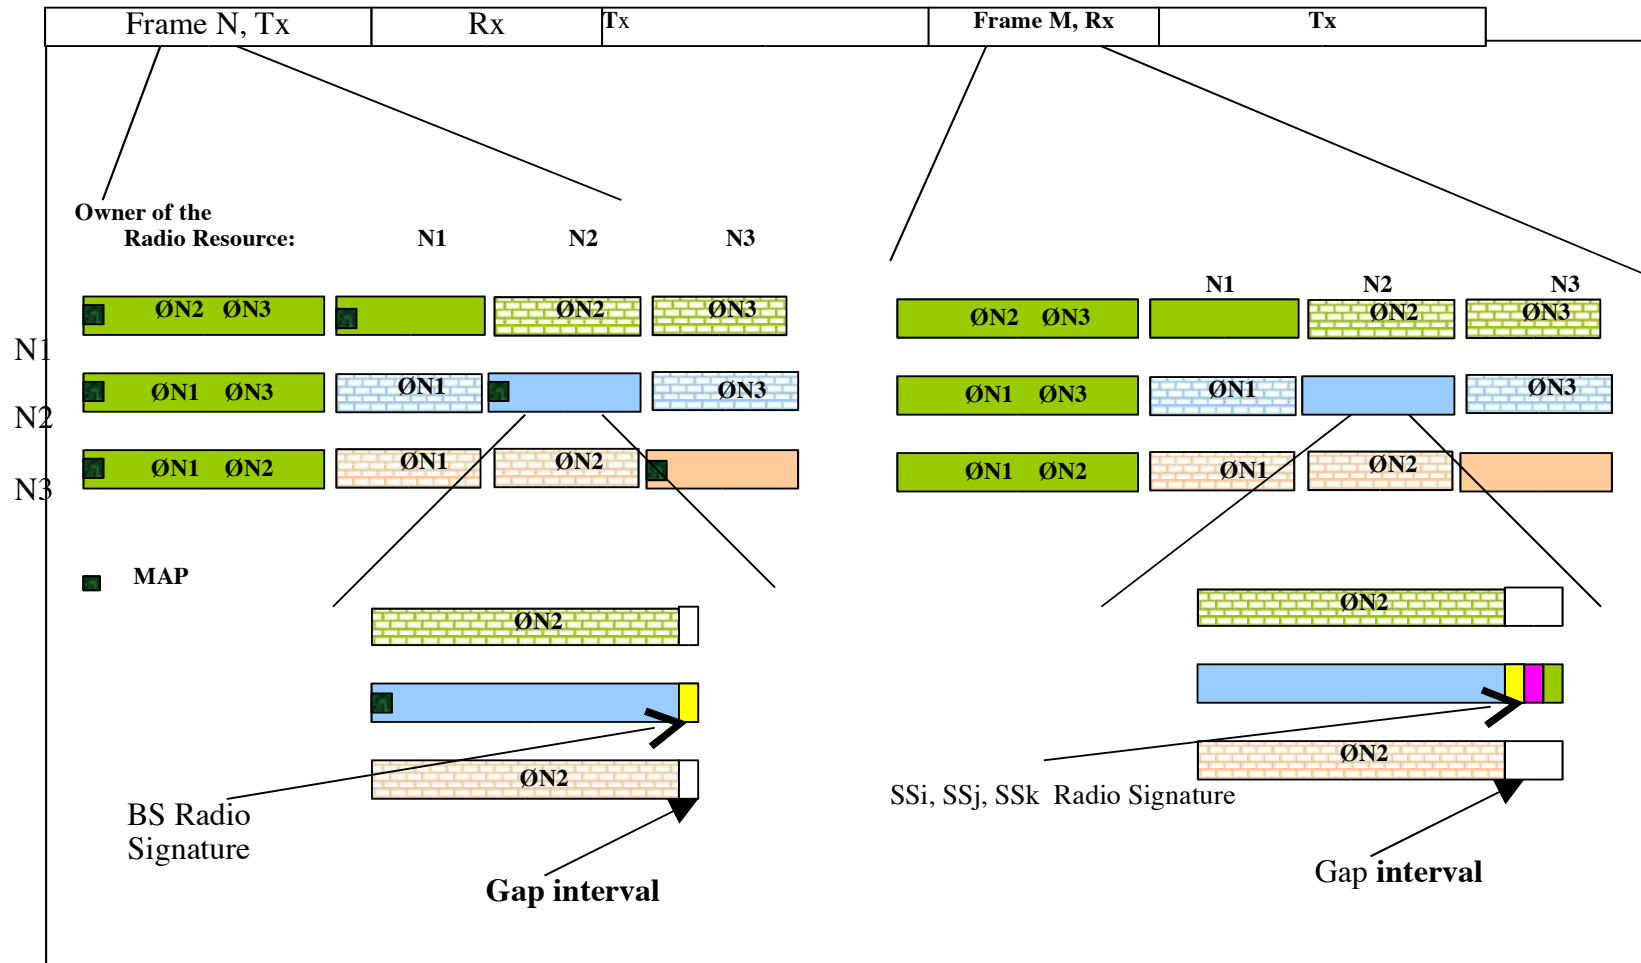 Frame N, Tx Rx Tx Frame M, Rx Tx
Owner of the
Radio Resource: N1 N2 N3
N1 N2 N3
ØN2 ØN3 ØN2 ØN3
ØN2 ØN3 ØN2 ØN3
N1
ØN1 ØN3 ØN1 ØN3
ØN1 ØN3 ØN1 ØN3
N2
ØN1 ØN2 ØN1 ØN2
ØN1 ØN2 ØN1 ØN2
N3
MAP
ØN2
ØN2
ØN2
ØN2
BS Radio
Signature
SSi, SSj, SSk Radio Signature
Gap interval
Gap interval